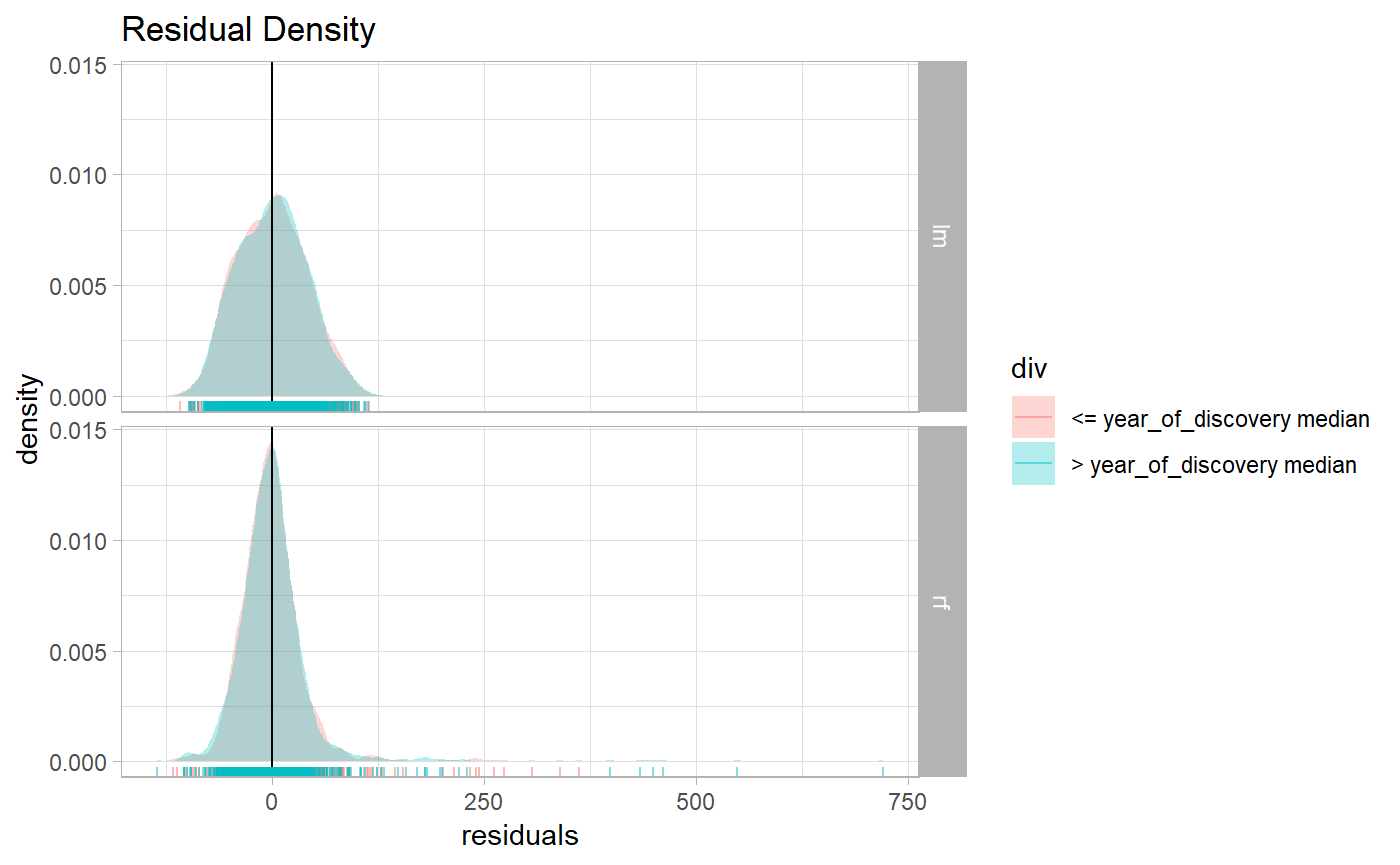 Residual Density
0.015
0.010
0.005
0.000
lm
0.015
0.010
0.005
0.000
rf
density
0
250
500
750
residuals
div
<= year_of_discovery median
> year_of_discovery median